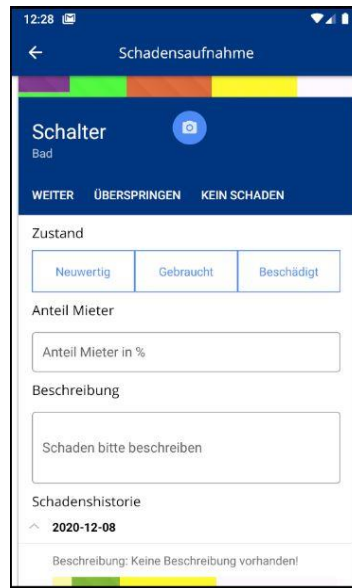 12:28
Schadensaufnahme
Schalter
Bad
WEITER ÜBERSPRINGEN KEIN SCHADEN
Zustand
Neuwertig Gebraucht Beschädigt
Anteil Mieter
Anteil Mieter in %
Beschreibung
Schaden bitte beschreiben
Schadenshistorie
2020-12-08
Beschreibung: Keine Beschreibung vorhanden!